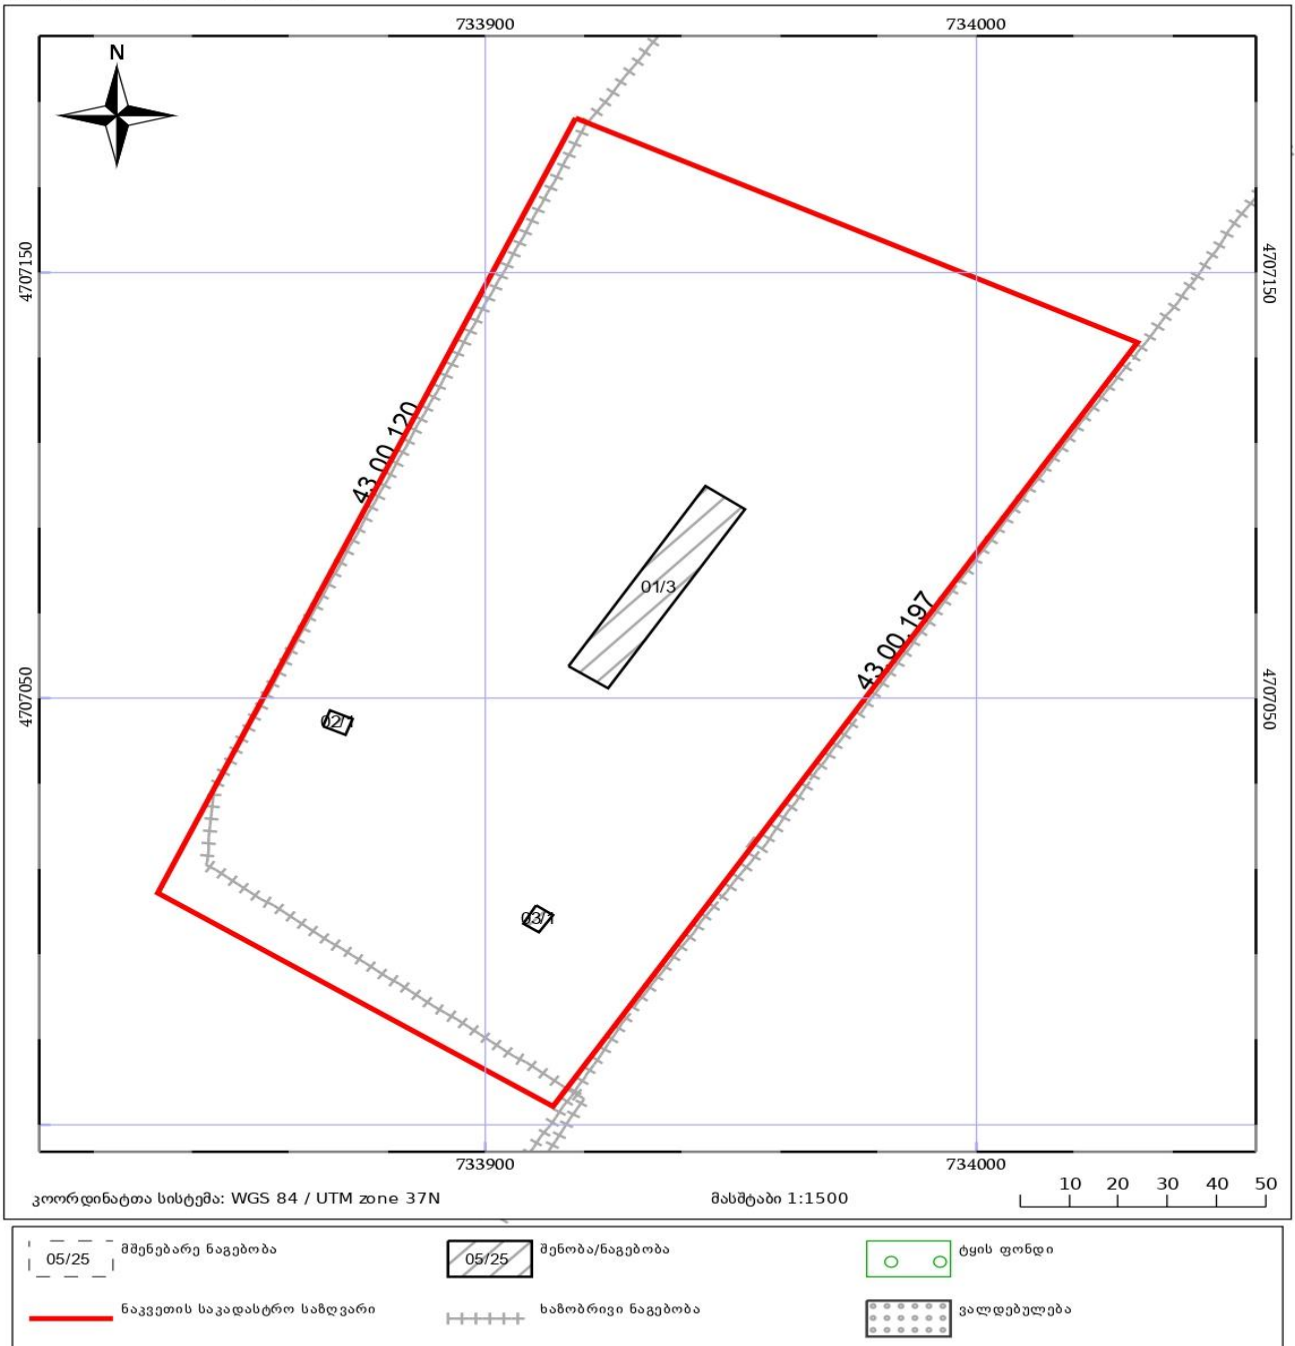 733900 734000
N
4707150 4707150
43.00.120
01/3
43.00.197
4707050 4707050
02/1
03/1
733900 734000
კოორდინატთა სისტემა: WGS 84 / UTM zone 37N მასშტაბი 1:1500 10 20 30 40 50
05/25 მშენებარე ნაგებობა 05/25 შენობა/ნაგებობა ტყის ფონდი
ნაკვეთის საკადასტრო საზღვარი ხაზობრივი ნაგებობა ვალდებულება